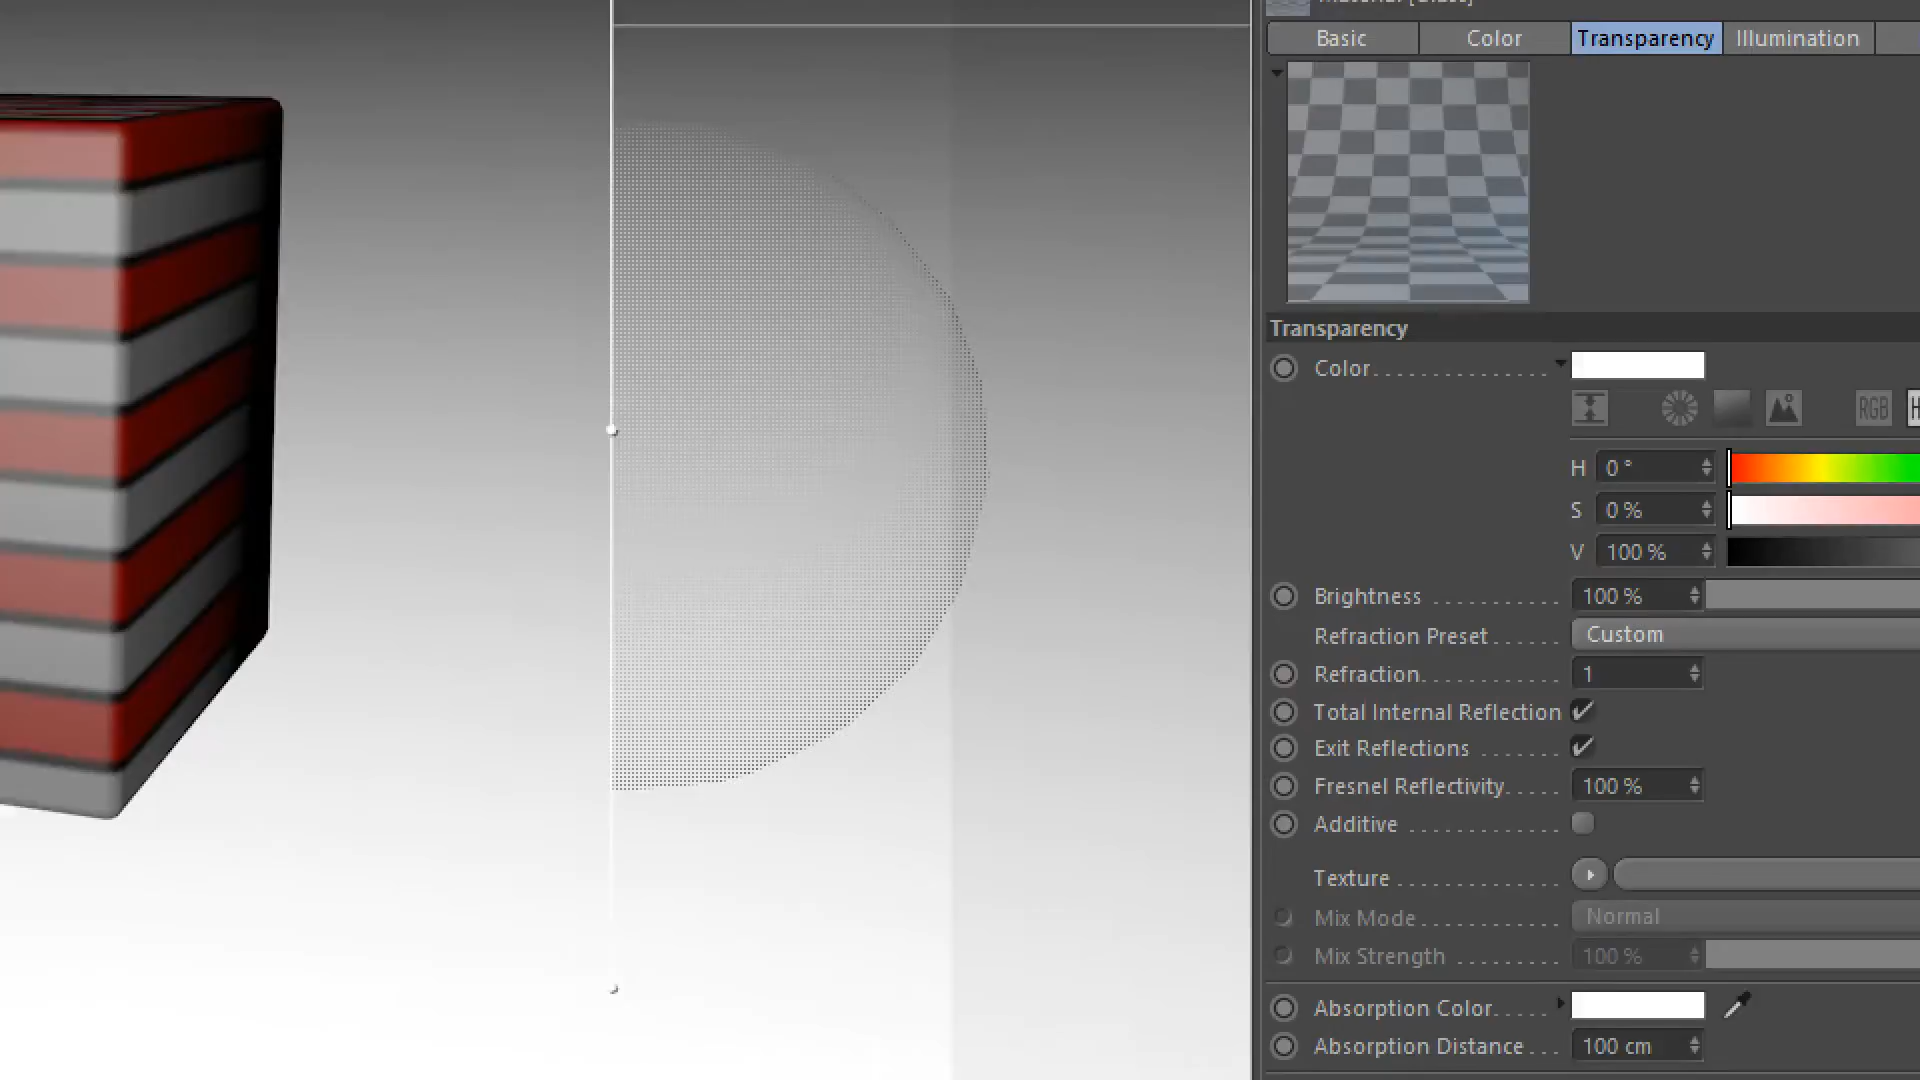 Basic Color Transparency Illumination
Transparency
Color
RGB
H 0 °
S 0 %
V 100 %
Brightness 100 %
Refraction Preset Custom
Refraction 1
Total Internal Reflection
Exit Reflections
Fresnel Reflectivity 100 %
Additive
Texture
Mix Mode Normal
Mix Strength 100 %
Absorption Color
Absorption Distance 100 cm